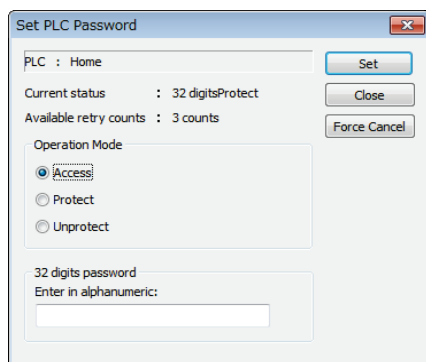 Set PLC Password
PLC : Home
Set
Current status : 32 digitsProtect
Close
Available retry counts : 3 counts
Force Cancel
Operation Mode
Access
Protect
Unprotect
32 digits password
Enter in alphanumeric: